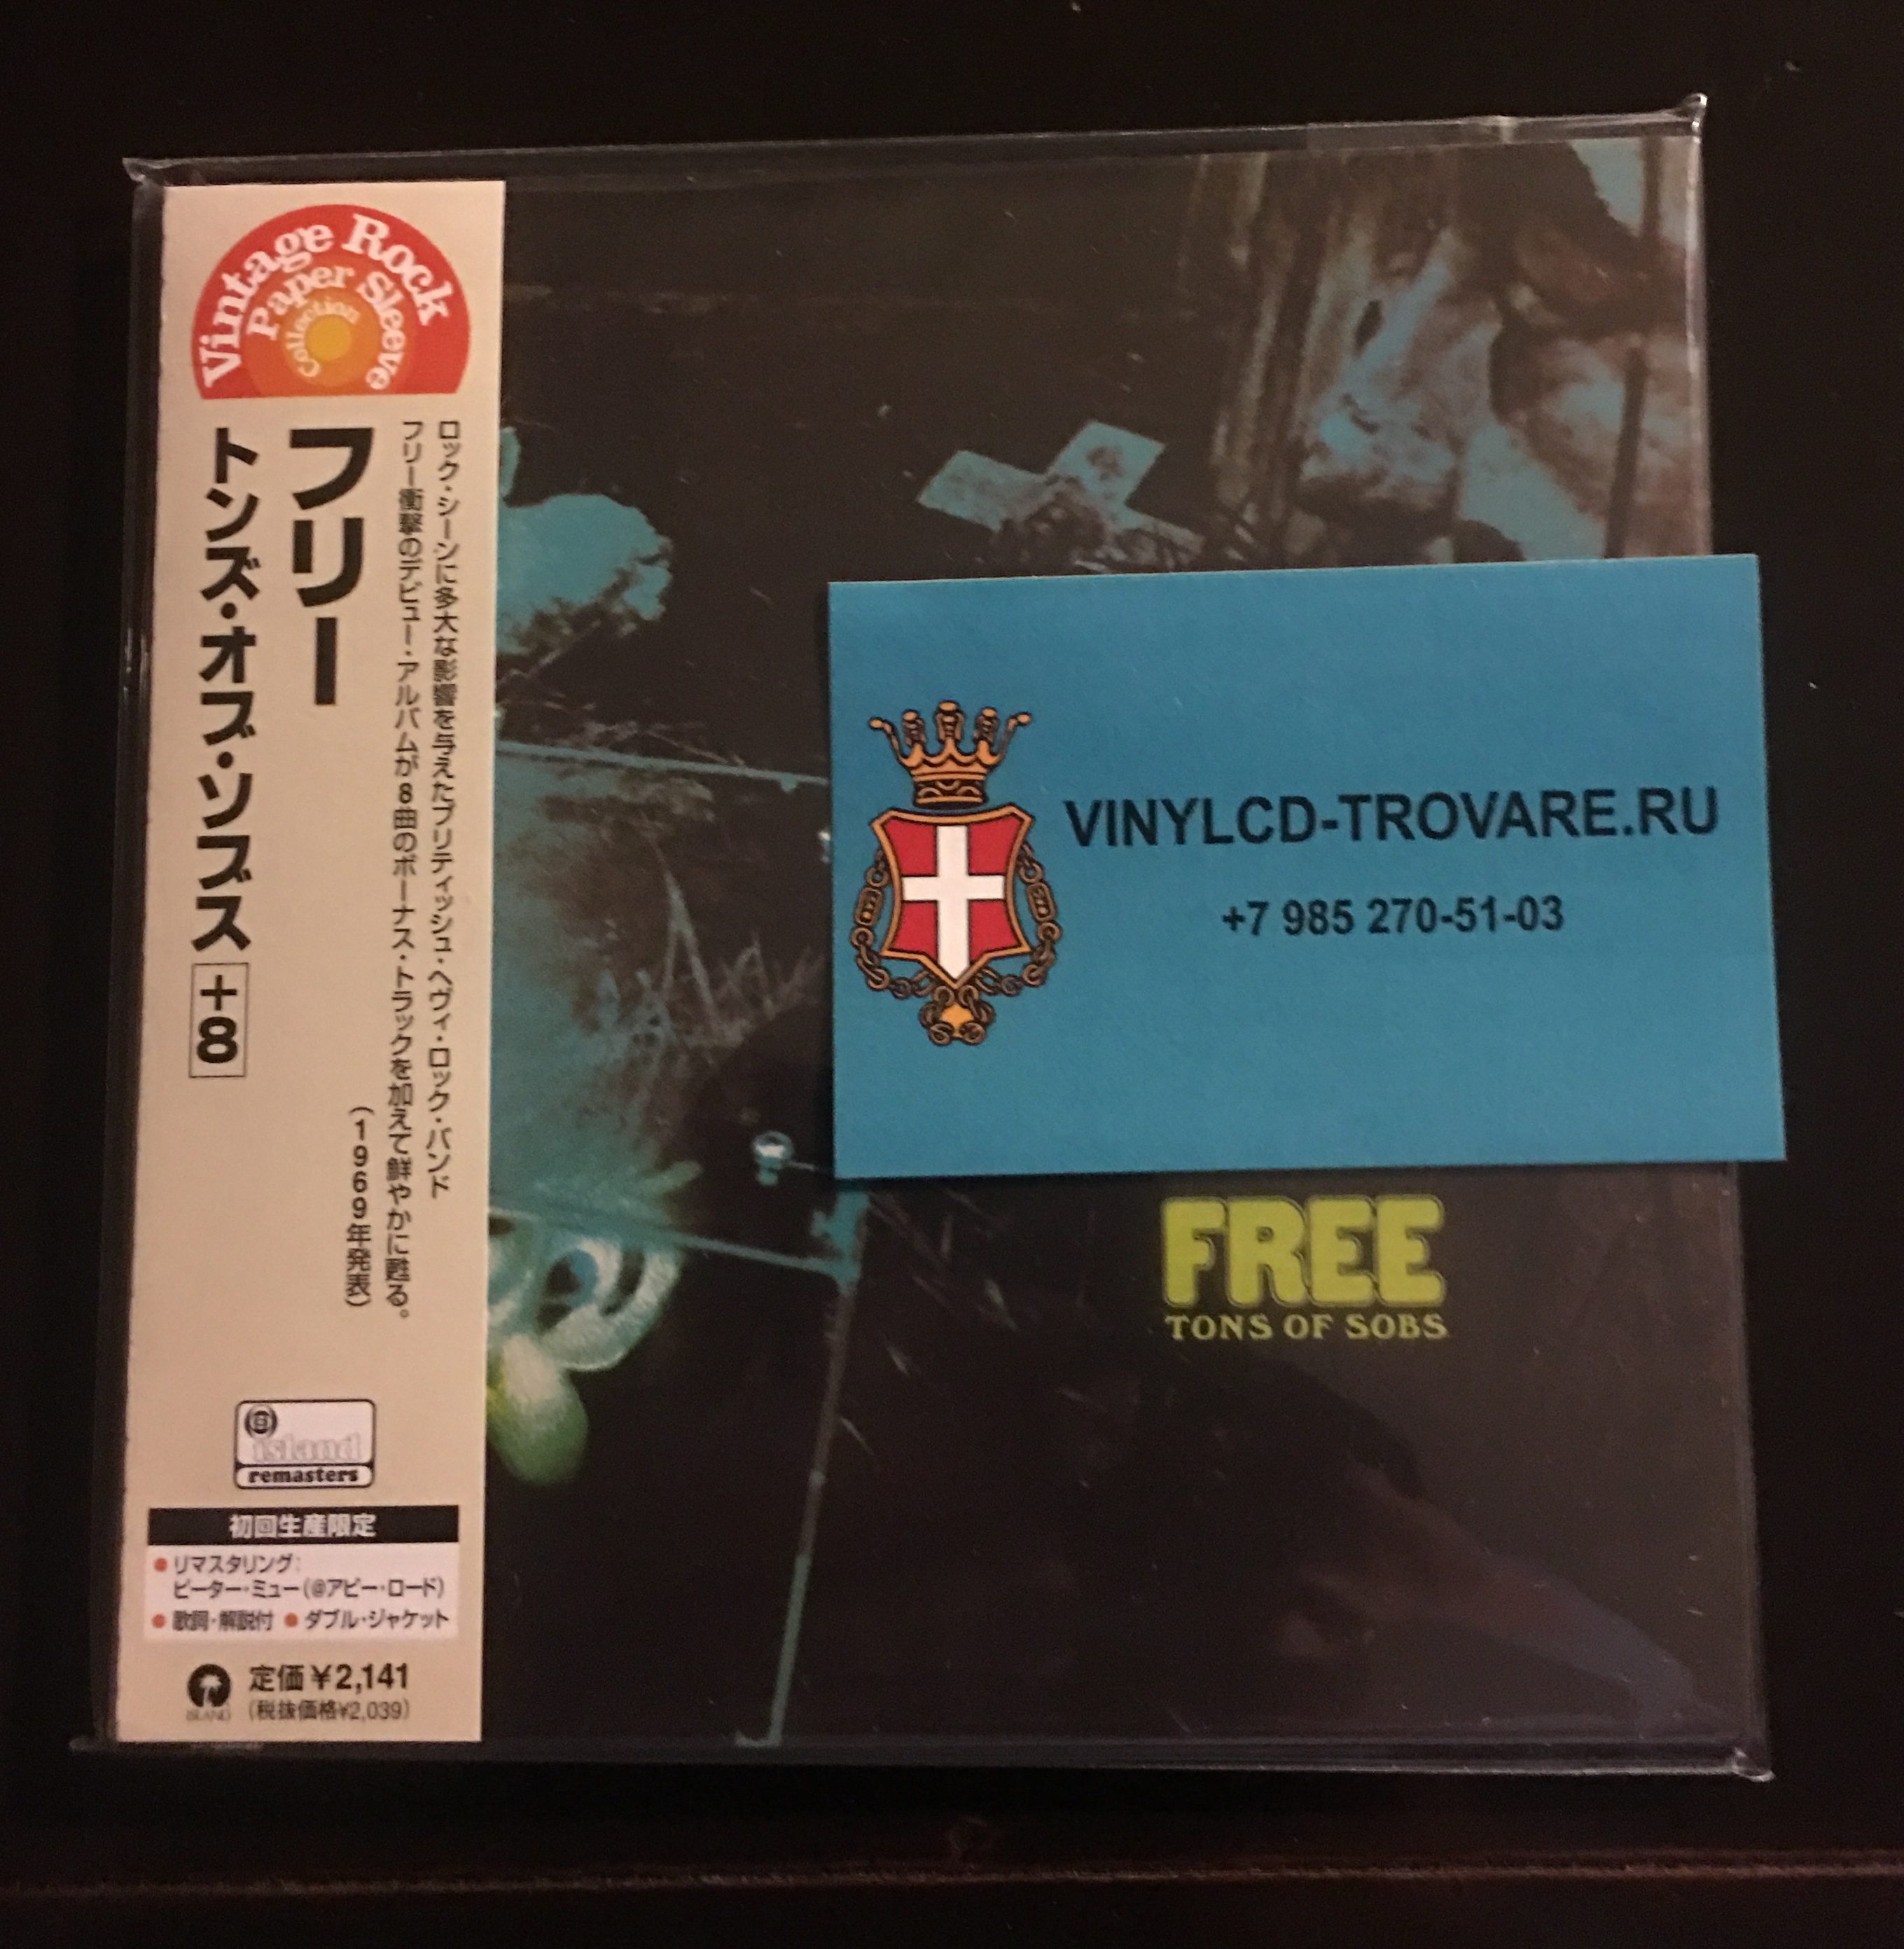 Vintage Rock
Paper Sleeve
Collection
ロック・シーンに多大な影響を与えたブリティッシュ・ヘヴィ・ロック・バンド
フリー衝撃のデビュー・アルバムが8曲のボーナス・トラックを加えて鮮やかに甦る。
(1969年発表)
フリー
トンズ・オブ・ソブス +8
island
remasters
初回生産限定
●リマスタリング:
ピーター・ミュー(@アビー・ロード)
●歌詞・解説付 ●ダブル・ジャケット
ISLAND
定価¥2,141
(税抜価格¥2,039)
VINYLCD-TROVARE.RU
+7 985 270-51-03
FREE
TONS OF SOBS